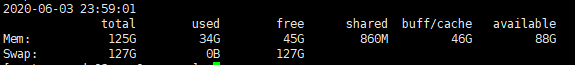 2020-06-03 23:59:01
total used free shared buff/cache available
Mem: 125G 34G 45G 860M 46G 88G
Swap: 127G 0B 127G